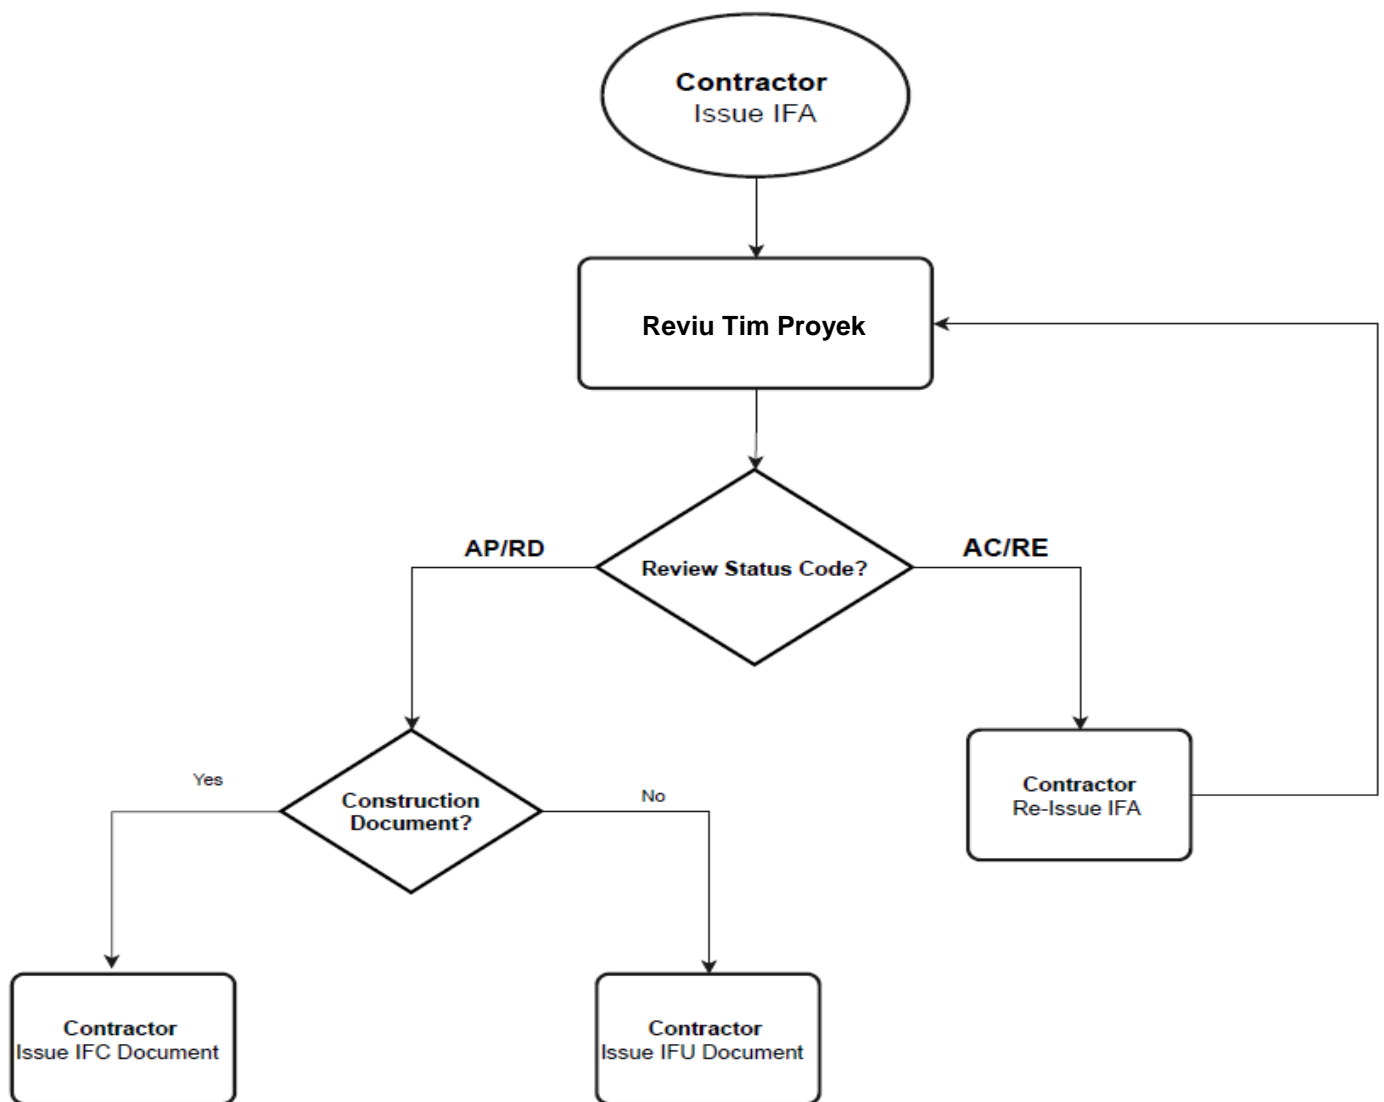 Contractor
Issue IFA
Reviu Tim Proyek
AP/RD
Review Status Code?
AC/RE
Yes
Construction
Document?
No
Contractor
Re-Issue IFA
Contractor
Issue IFC Document
Contractor
Issue IFU Document